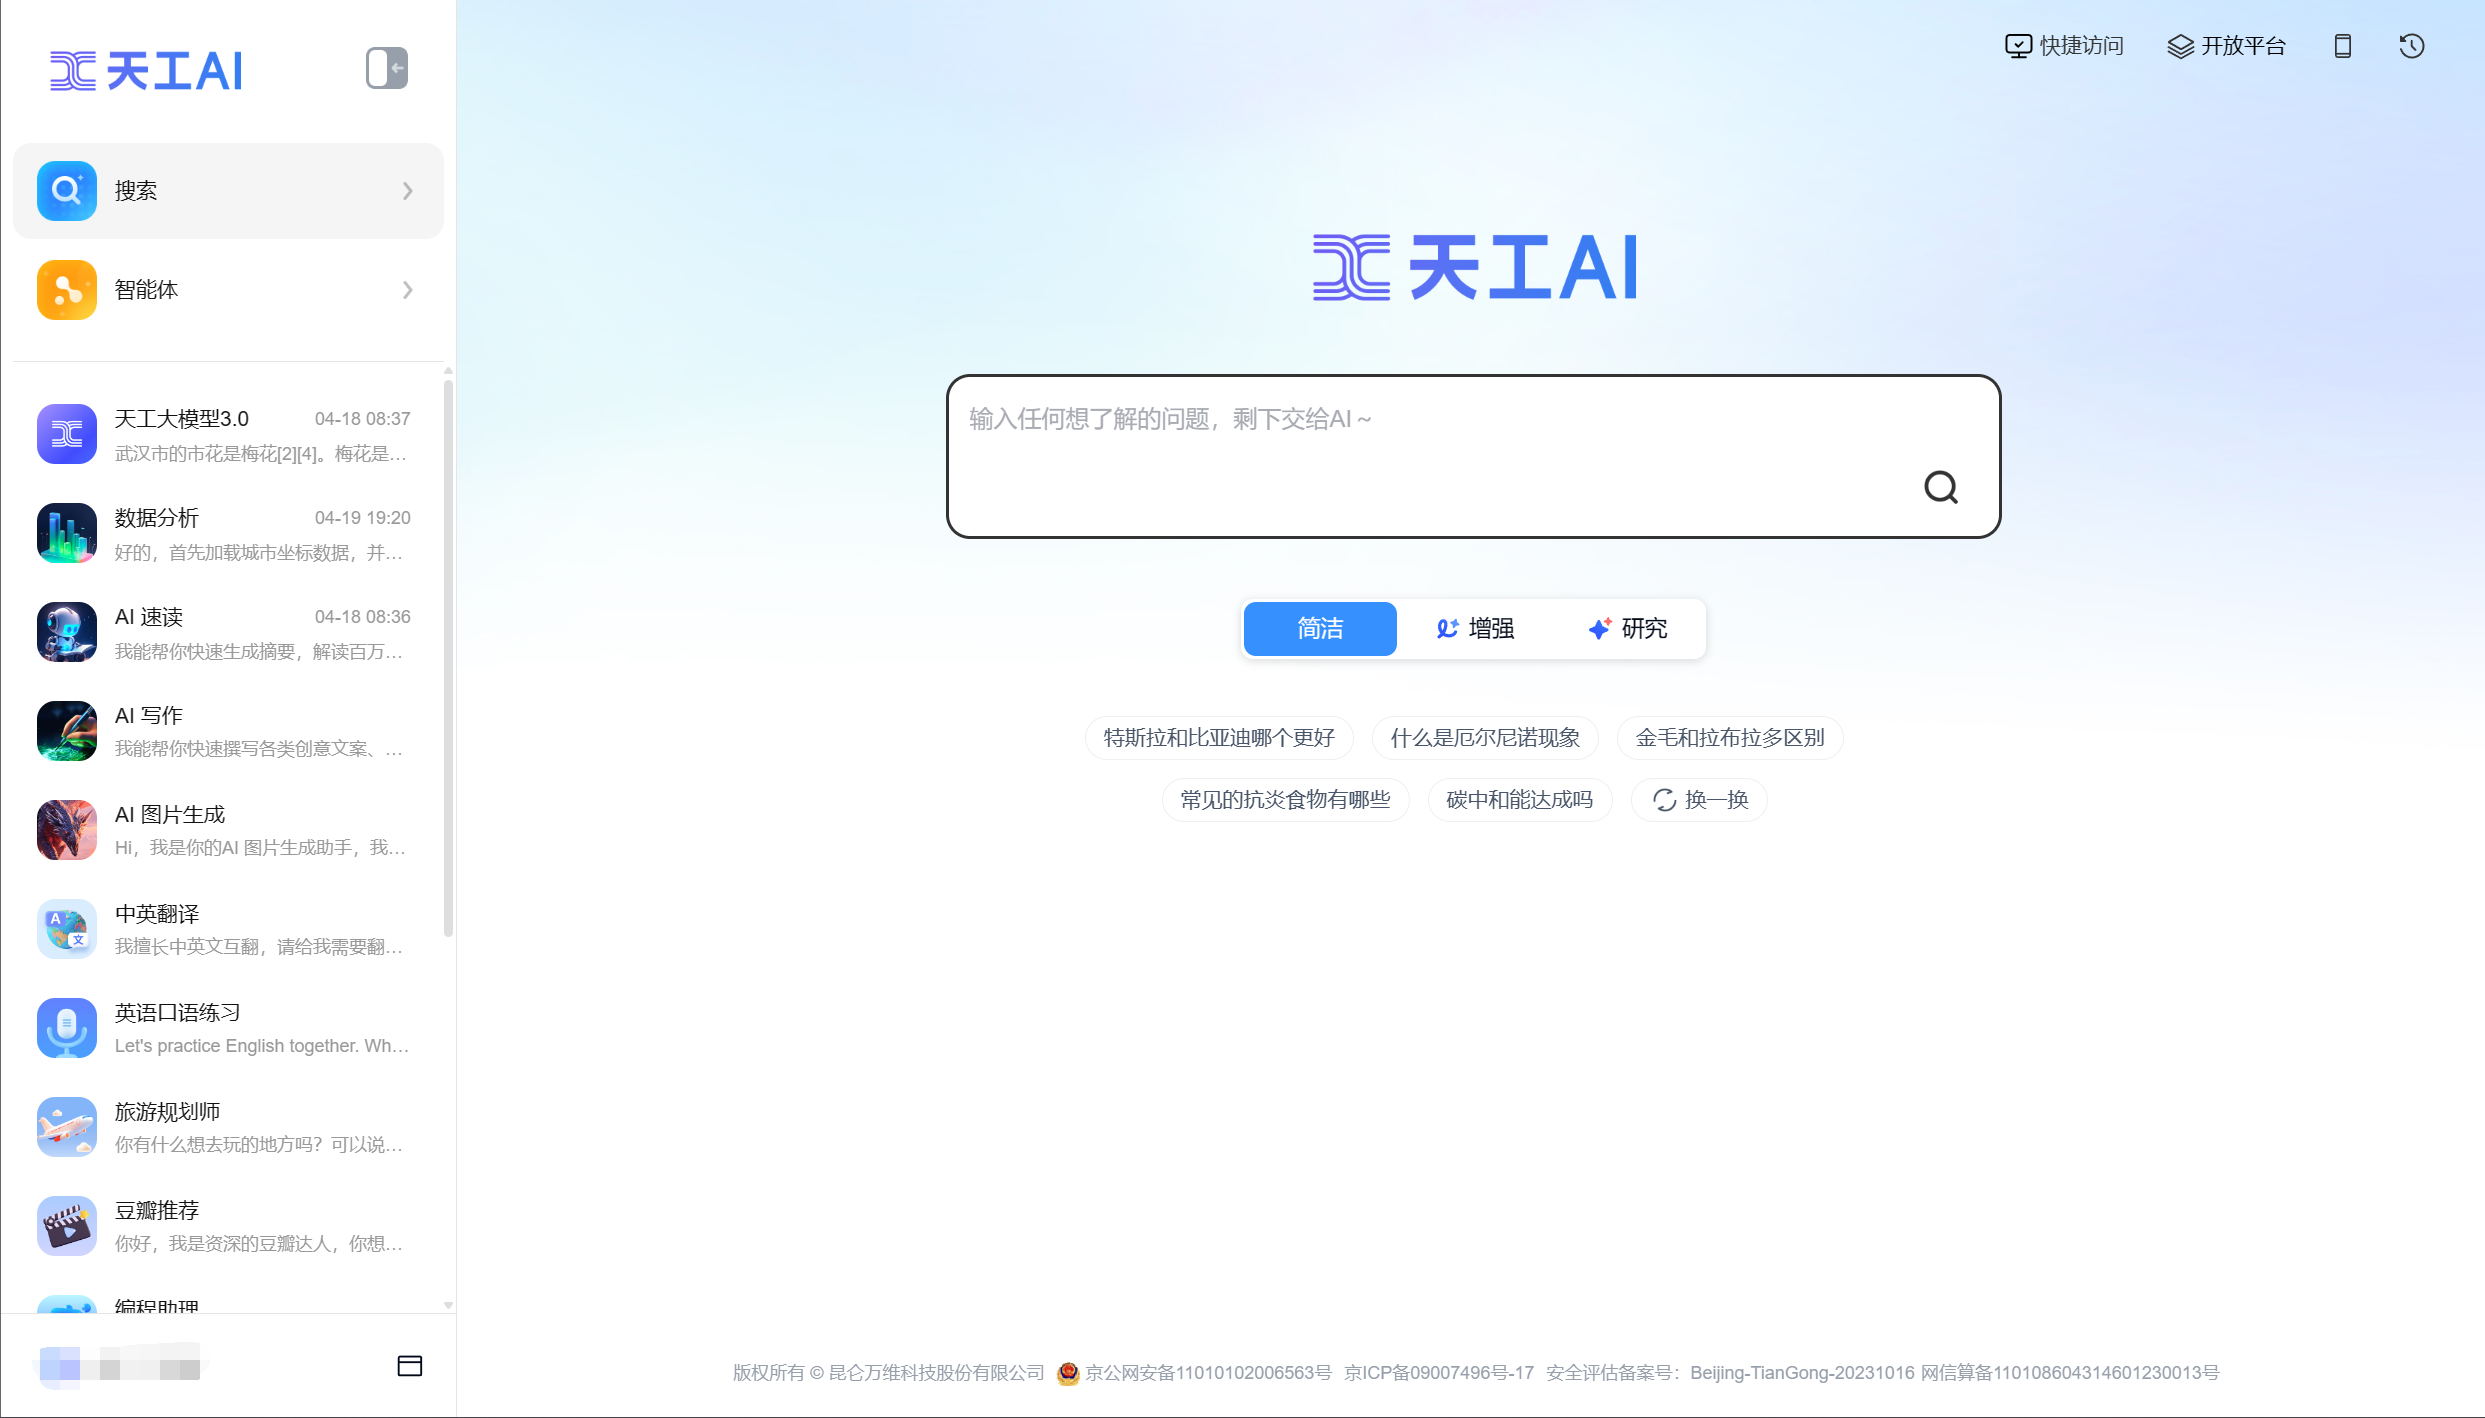 天工AI
搜索
智能体
天工大模型3.0 04-18 08:37
武汉市的市花是梅花[2][4]。梅花是...
数据分析 04-19 19:20
好的，首先加载城市坐标数据，并...
AI 速读 04-18 08:36
我能帮你快速生成摘要，解读百万...
AI 写作
我能帮你快速撰写各类创意文案、...
AI 图片生成
Hi，我是你的AI 图片生成助手，我...
中英翻译
我擅长中英文互翻，请给我需要翻...
英语口语练习
Let's practice English together. Wh...
旅游规划师
你有什么想去玩的地方吗？可以说...
豆瓣推荐
你好，我是资深的豆瓣达人，你想...
编程助理
快捷访问 开放平台
天工AI
输入任何想了解的问题，剩下交给AI～
简洁 增强 研究
特斯拉和比亚迪哪个更好 什么是厄尔尼诺现象 金毛和拉布拉多区别
常见的抗炎食物有哪些 碳中和能达成吗 换一换
版权所有 © 昆仑万维科技股份有限公司 京公网安备11010102006563号 京ICP备09007496号-17 安全评估备案号：Beijing-TianGong-20231016 网信算备110108604314601230013号